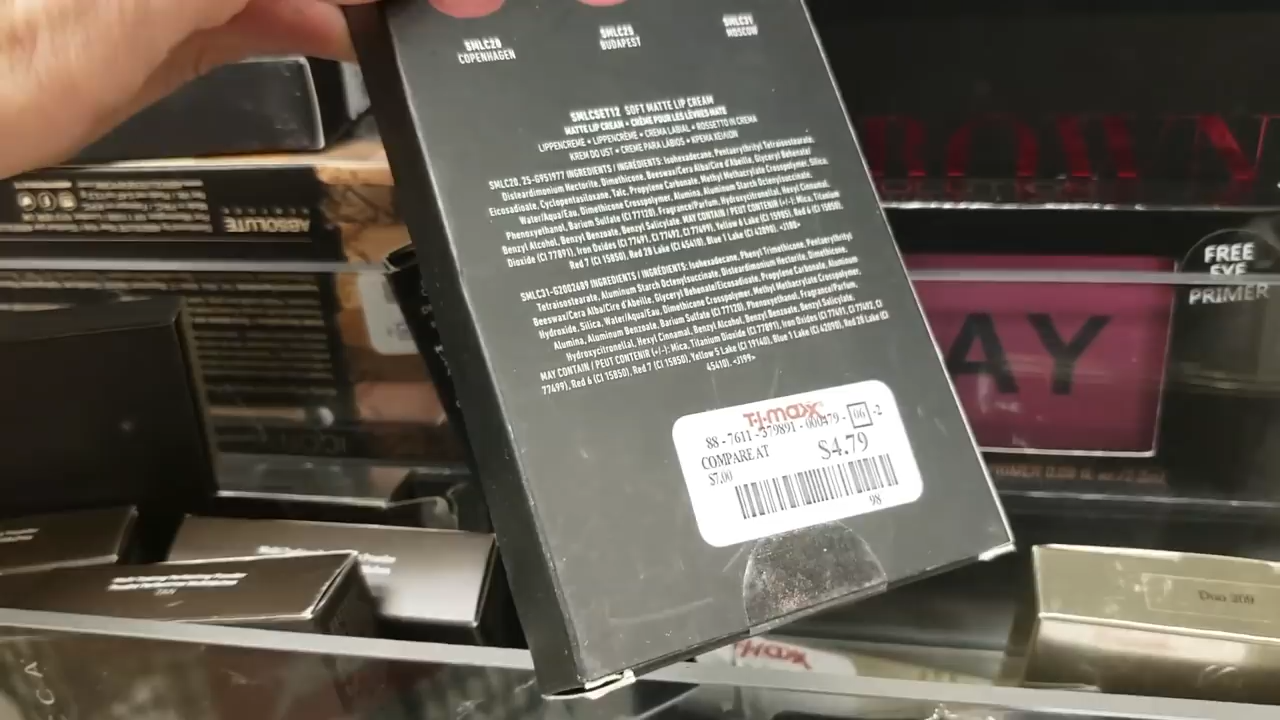 SMLC20
COPENHAGEN
SMLC25
BUDAPEST
SMLC31
MOSCOW
SMLCSET12 SOFT MATTE LIP CREAM
MATTE LIP CREAM • CRÈME POUR LES LÈVRES MATE
LIPPENCREME • LIPPENCRÈME • CREMA LABIAL • ROSSETTO IN CREMA
KREM DO UST • CREME PARA LABIOS • ΚΡΕΜΑ ΧΕΙΛΙΩΝ
SMLC20, 25-G951977 INGREDIENTS / INGRÉDIENTS: Isohexadecane, Pentaerythrityl Tetraisostearate,
Disteardimonium Hectorite, Dimethicone, Beeswax/Cera Alba/Cire d'Abeille, Glyceryl Behenate/
Eicosadioate, Cyclopentasiloxane, Talc, Propylene Carbonate, Methyl Methacrylate Crosspolymer, Silica,
Water/Aqua/Eau, Dimethicone Crosspolymer, Alumina, Aluminum Starch Octenylsuccinate,
Phenoxyethanol, Barium Sulfate (CI 77120), Fragrance/Parfum, Hydroxycitronellal, Hexyl Cinnamal,
Benzyl Alcohol, Benzyl Benzoate, Benzyl Salicylate. MAY CONTAIN / PEUT CONTENIR (+/-): Mica, Titanium
Dioxide (CI 77891), Iron Oxides (CI 77491, CI 77492, CI 77499), Yellow 6 Lake (CI 15985), Red 6 (CI 15850),
Red 7 (CI 15850), Red 28 Lake (CI 45410), Blue 1 Lake (CI 42090). <J180>
SMLC31-G2002689 INGREDIENTS / INGRÉDIENTS: Isohexadecane, Phenyl Trimethicone, Pentaerythrityl
Tetraisostearate, Aluminum Starch Octenylsuccinate, Disteardimonium Hectorite, Dimethicone,
Beeswax/Cera Alba/Cire d'Abeille, Glyceryl Behenate/Eicosadioate, Propylene Carbonate, Aluminum
Hydroxide, Silica, Water/Aqua/Eau, Dimethicone Crosspolymer, Methyl Methacrylate Crosspolymer,
Alumina, Aluminum Benzoate, Barium Sulfate (CI 77120), Phenoxyethanol, Fragrance/Parfum,
Hydroxycitronellal, Hexyl Cinnamal, Benzyl Alcohol, Benzyl Benzoate, Benzyl Salicylate.
MAY CONTAIN / PEUT CONTENIR (+/-): Mica, Titanium Dioxide (CI 77891), Iron Oxides (CI 77491, CI 77492, CI
77499), Red 6 (CI 15850), Red 7 (CI 15850), Yellow 5 Lake (CI 19140), Blue 1 Lake (CI 42090), Red 28 Lake (CI
45410). <J199>
T.J.maxx
88 - 7611 - 379891 - 000479 - 06 -2
COMPARE AT $4.79
$7.00
98
ABSOLUTE
BROWN
AY
FREE
EYE
PRIMER
Duo 209
T.J.maxx